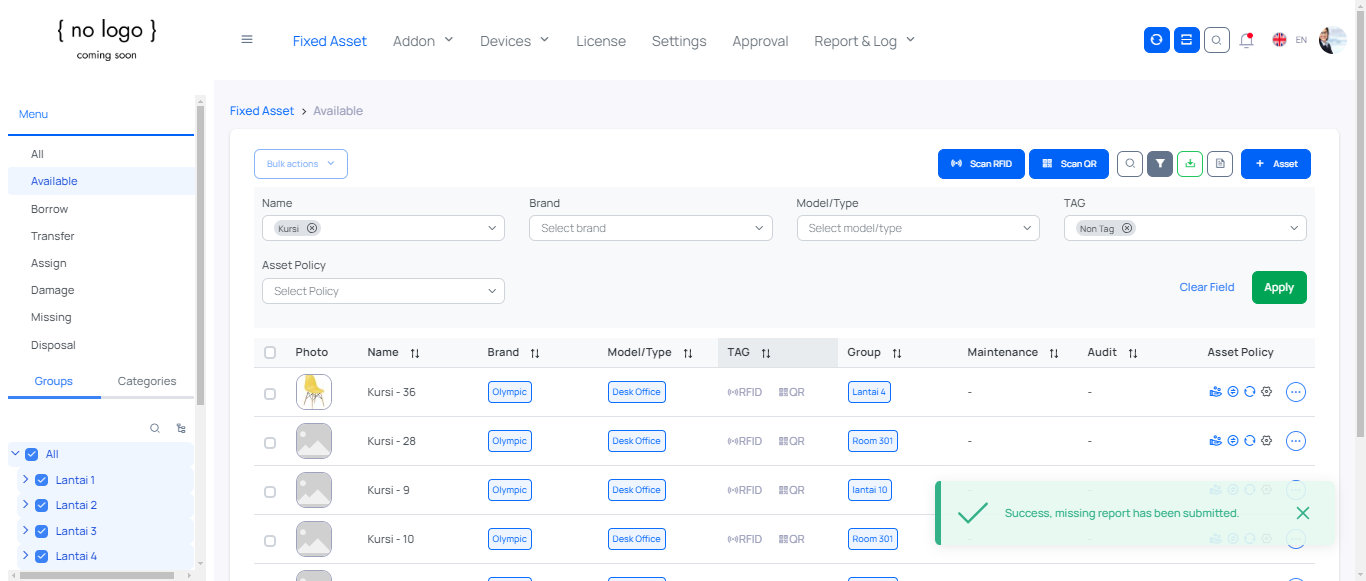 { no logo }
coming soon
Fixed Asset Addon Devices License Settings Approval Report & Log EN
Menu
All
Available
Borrow
Transfer
Assign
Damage
Missing
Disposal
Groups Categories
All
Lantai 1
Lantai 2
Lantai 3
Lantai 4
Fixed Asset > Available
Bulk actions Scan RFID Scan QR + Asset
Name Brand Model/Type TAG
Kursi Select brand Select model/type Non Tag
Asset Policy
Select Policy Clear Field Apply
Photo Name Brand Model/Type TAG Group Maintenance Audit Asset Policy
Kursi - 36 Olympic Desk Office RFID QR Lantai 4 - -
Kursi - 28 Olympic Desk Office RFID QR Room 301 - -
Kursi - 9 Olympic Desk Office RFID QR lantai 10 - -
Success, missing report has been submitted.
Kursi - 10 Olympic Desk Office RFID QR Room 301 - -